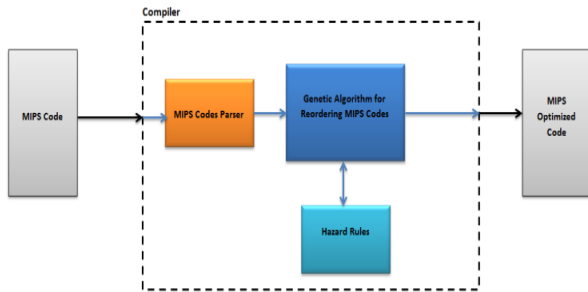 Compiler
MIPS Code
MIPS Codes Parser
Genetic Algorithm for
Reordering MIPS Codes
Hazard Rules
MIPS
Optimized
Code